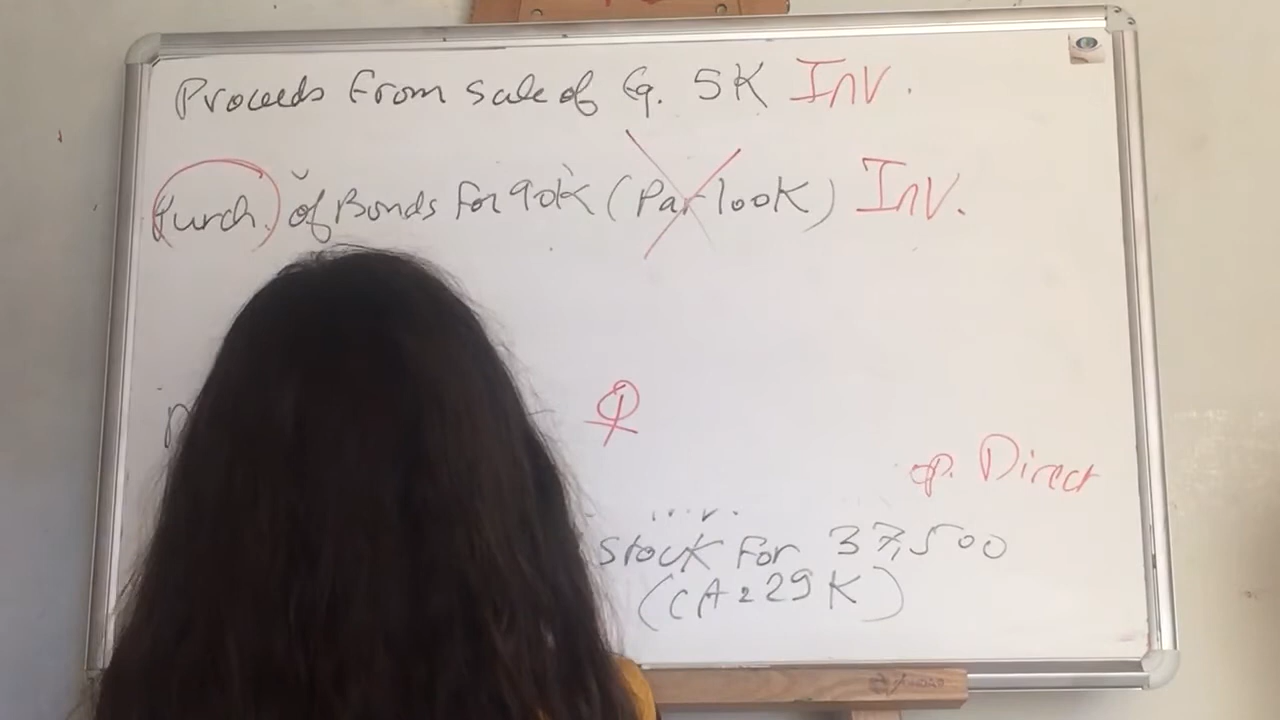 Proceeds From Sale of Eq. 5K Inv.
Purch. of Bonds For 90K (Par 100K) Inv.
op. Direct
Stock For 37,500
(CA = 29K)